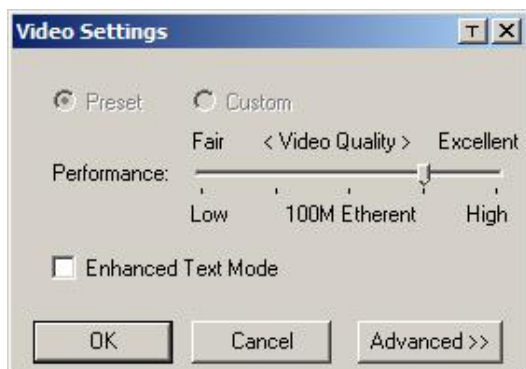 Video Settings T X
Preset Custom
Fair < Video Quality > Excellent
Performance:
Low 100M Etherent High
Enhanced Text Mode
OK Cancel Advanced >>